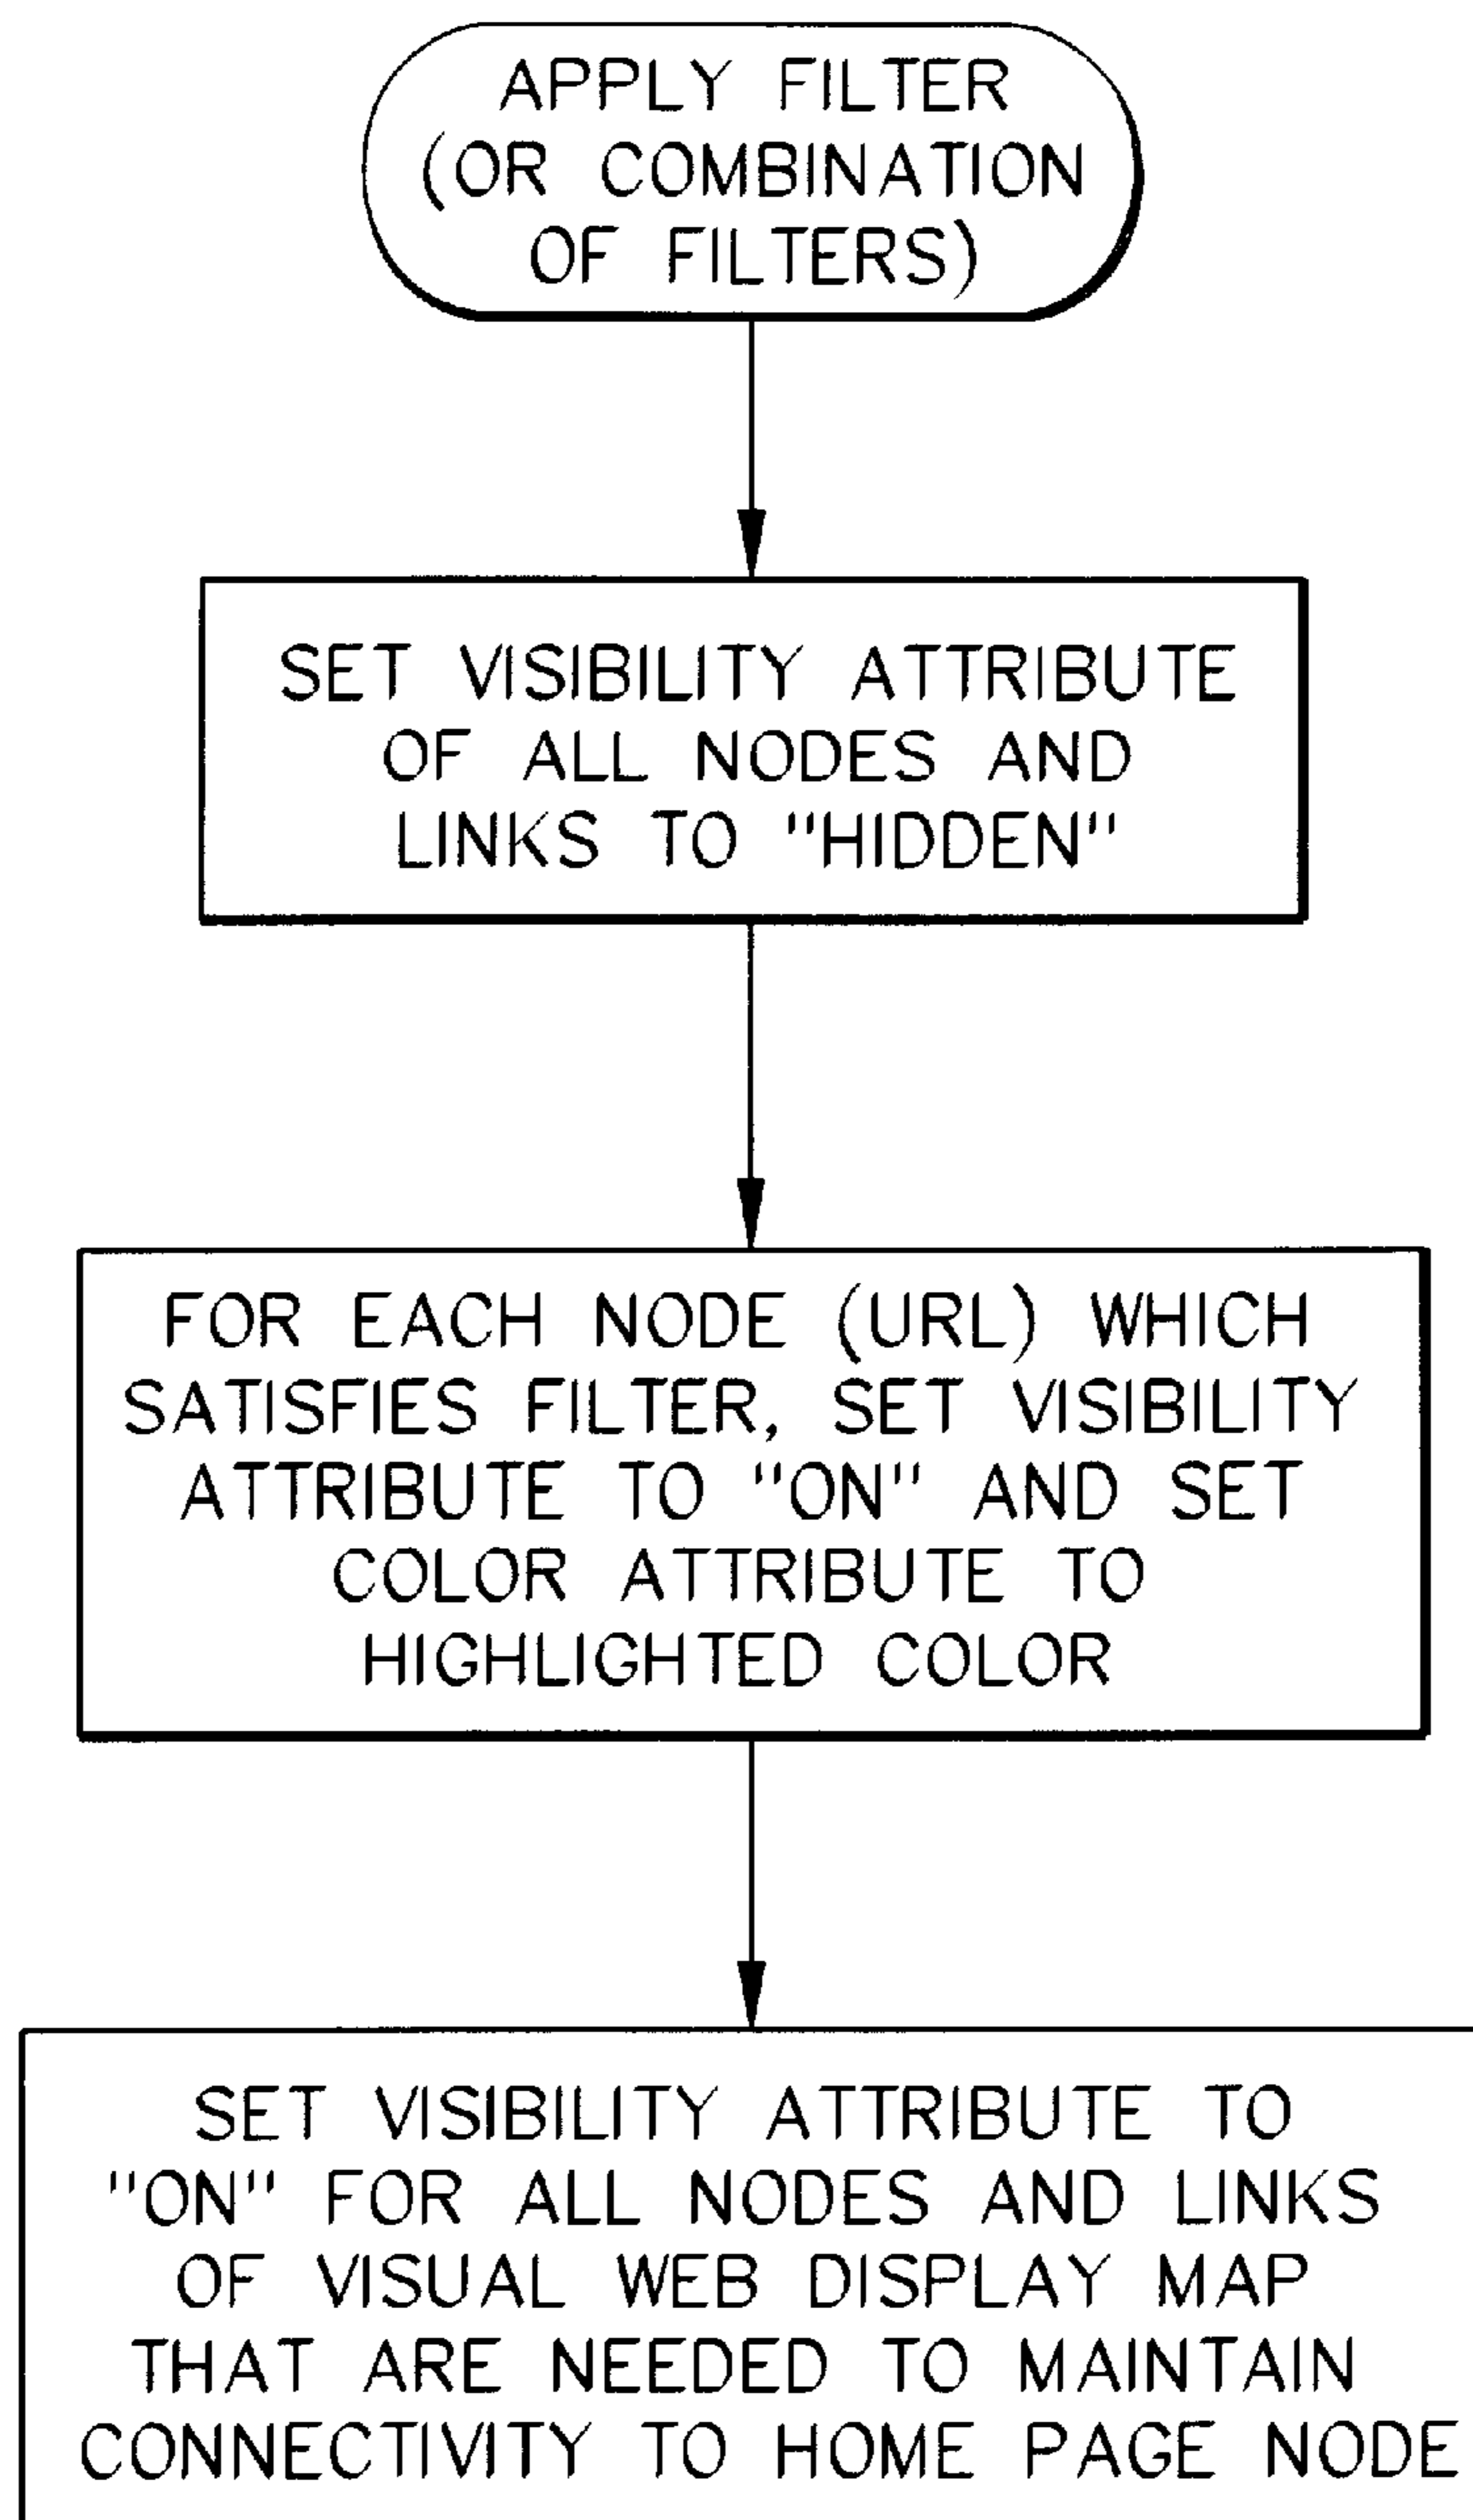 APPLY FILTER
(OR COMBINATION
OF FILTERS)
SET VISIBILITY ATTRIBUTE
OF ALL NODES AND
LINKS TO "HIDDEN"
FOR EACH NODE (URL) WHICH
SATISFIES FILTER, SET VISIBILITY
ATTRIBUTE TO "ON" AND SET
COLOR ATTRIBUTE TO
HIGHLIGHTED COLOR
SET VISIBILITY ATTRIBUTE TO
"ON" FOR ALL NODES AND LINKS
OF VISUAL WEB DISPLAY MAP
THAT ARE NEEDED TO MAINTAIN
CONNECTIVITY TO HOME PAGE NODE